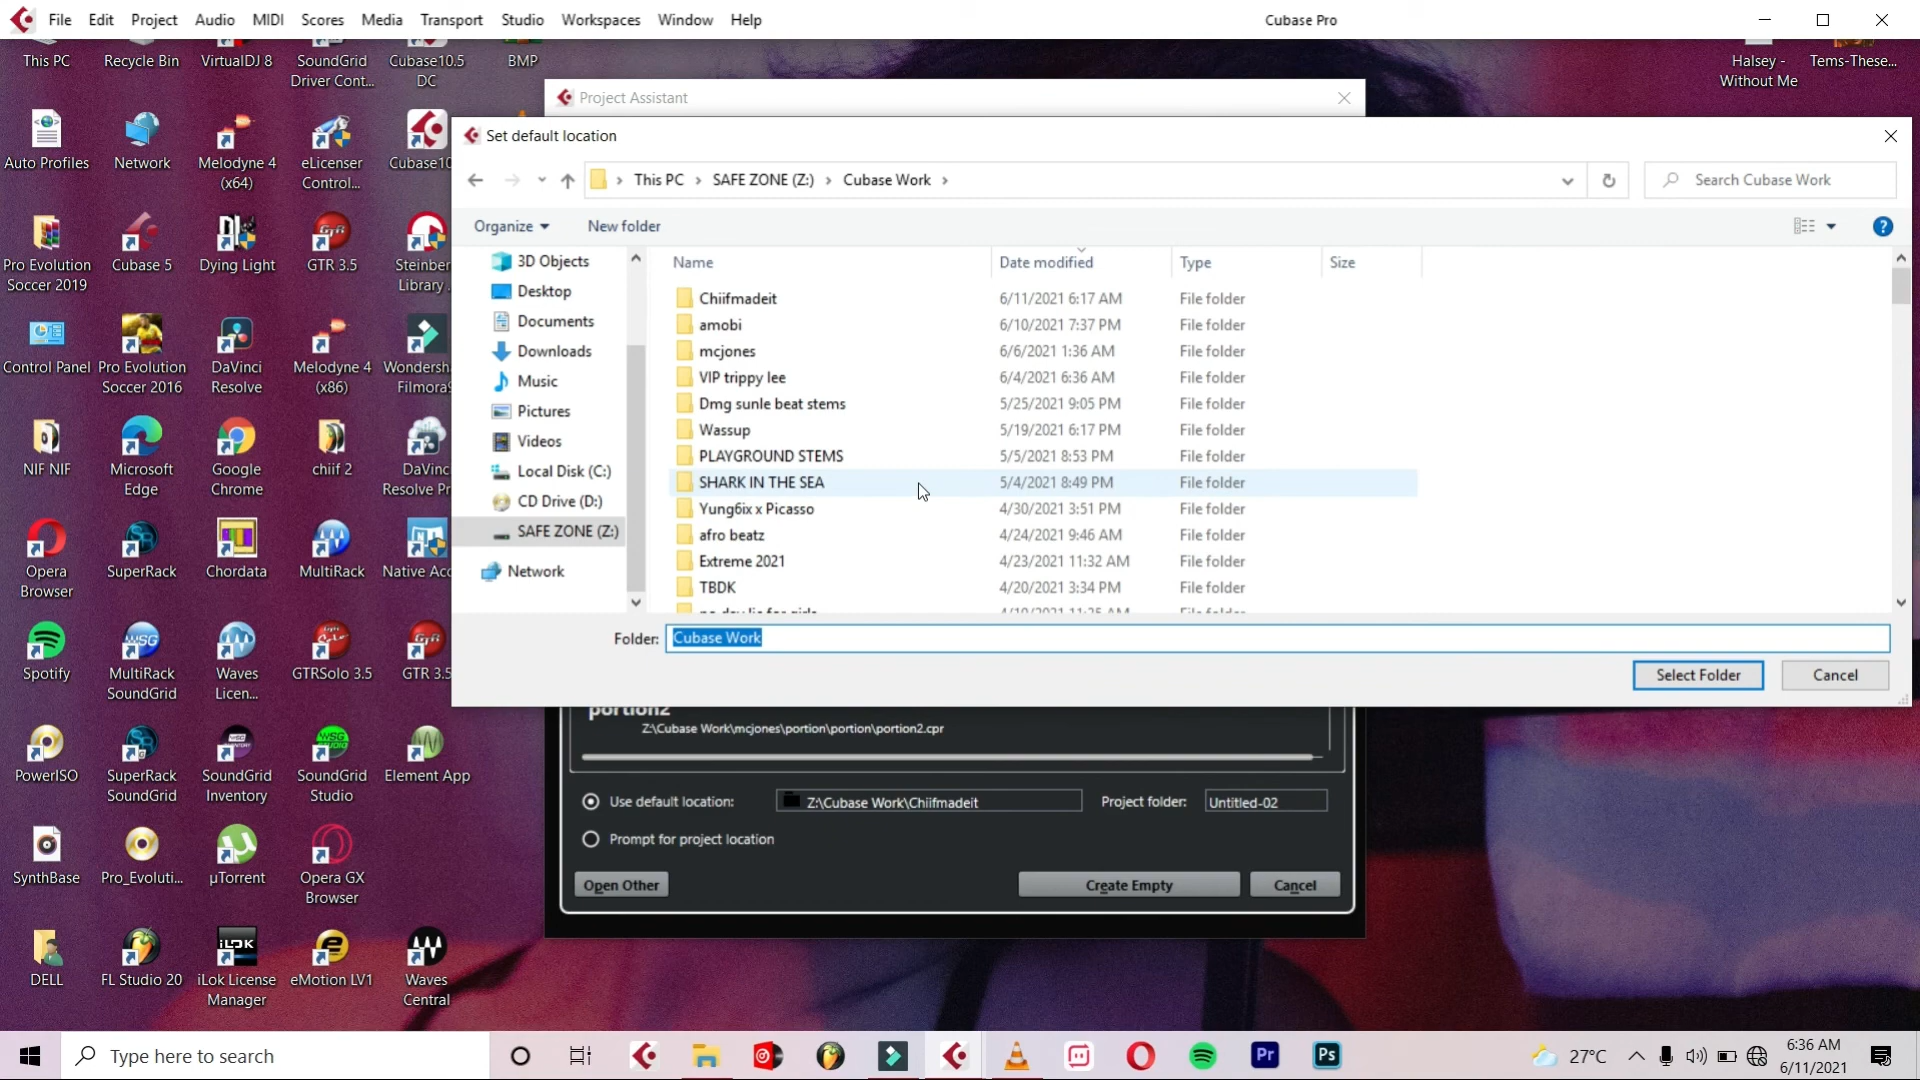 File Edit Project Audio MIDI Scores Media Transport Studio Workspaces Window Help
Cubase Pro
This PC
Recycle Bin
VirtualDJ 8
SoundGrid
Driver Cont...
Cubase10.5
DC
BMP
Halsey -
Without Me
Tems-These...
Auto Profiles
Network
Melodyne 4
(x64)
eLicenser
Control...
Cubase10
Pro Evolution
Soccer 2019
Cubase 5
Dying Light
GTR 3.5
Steinber
Library .
Control Panel
Pro Evolution
Soccer 2016
DaVinci
Resolve
Melodyne 4
(x86)
Wondersh
Filmora9
NIF NIF
Microsoft
Edge
Google
Chrome
chiif 2
DaVinc
Resolve Pr
Opera
Browser
SuperRack
Chordata
MultiRack
Native Acc
Spotify
MultiRack
SoundGrid
Waves
Licen...
GTRSolo 3.5
GTR 3.5
PowerISO
SuperRack
SoundGrid
SoundGrid
Inventory
SoundGrid
Studio
Element App
SynthBase
Pro_Evoluti...
µTorrent
Opera GX
Browser
DELL
FL Studio 20
iLok License
Manager
eMotion LV1
Waves
Central
Project Assistant
Set default location
This PC › SAFE ZONE (Z:) › Cubase Work ›
Search Cubase Work
Organize
New folder
3D Objects
Desktop
Documents
Downloads
Music
Pictures
Videos
Local Disk (C:)
CD Drive (D:)
SAFE ZONE (Z:)
Network
Name Date modified Type Size
Chiifmadeit 6/11/2021 6:17 AM File folder
amobi 6/10/2021 7:37 PM File folder
mcjones 6/6/2021 1:36 AM File folder
VIP trippy lee 6/4/2021 6:36 AM File folder
Dmg sunle beat stems 5/25/2021 9:05 PM File folder
Wassup 5/19/2021 6:17 PM File folder
PLAYGROUND STEMS 5/5/2021 8:53 PM File folder
SHARK IN THE SEA 5/4/2021 8:49 PM File folder
Yung6ix x Picasso 4/30/2021 3:51 PM File folder
afro beatz 4/24/2021 9:46 AM File folder
Extreme 2021 4/23/2021 11:32 AM File folder
TBDK 4/20/2021 3:34 PM File folder
Folder: Cubase Work
Select Folder
Cancel
portion2
Z:\Cubase Work\mcjones\portion\portion\portion2.cpr
Use default location: Z:\Cubase Work\Chiifmadeit Project folder: Untitled-02
Prompt for project location
Open Other
Create Empty
Cancel
Type here to search
Pr
Ps
27°C
6:36 AM
6/11/2021